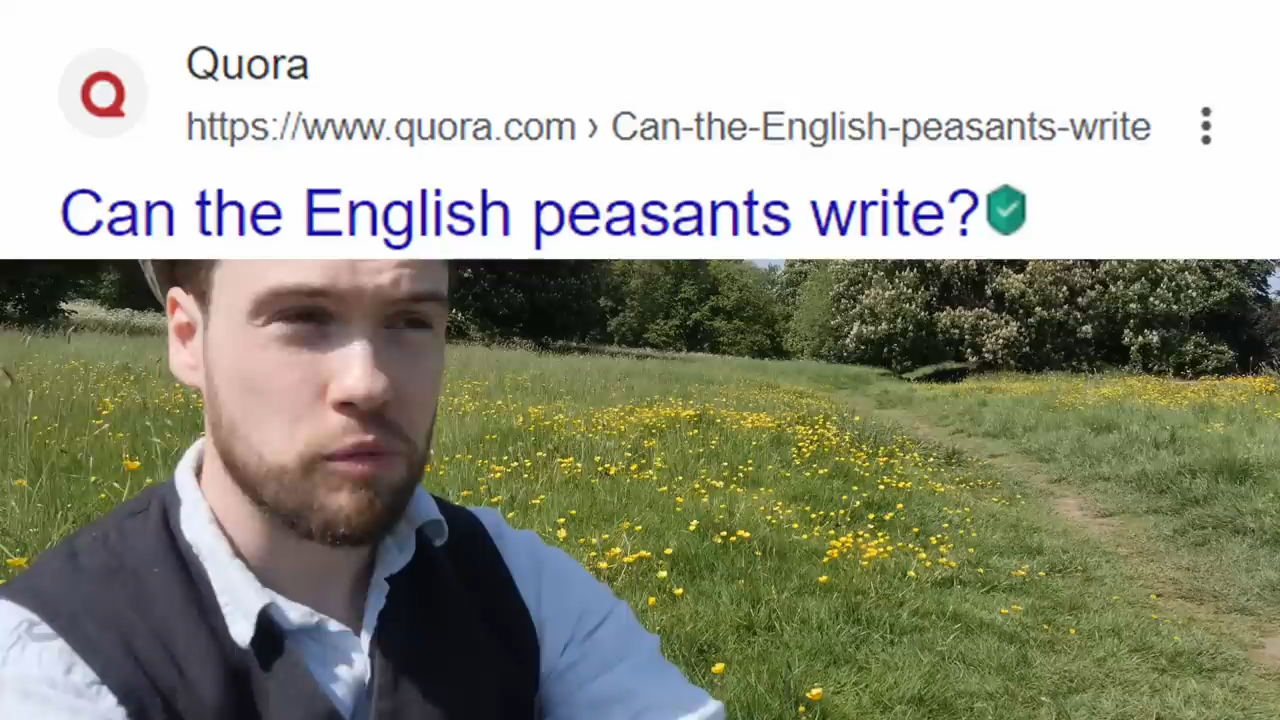 Quora
https://www.quora.com › Can-the-English-peasants-write
Can the English peasants write?